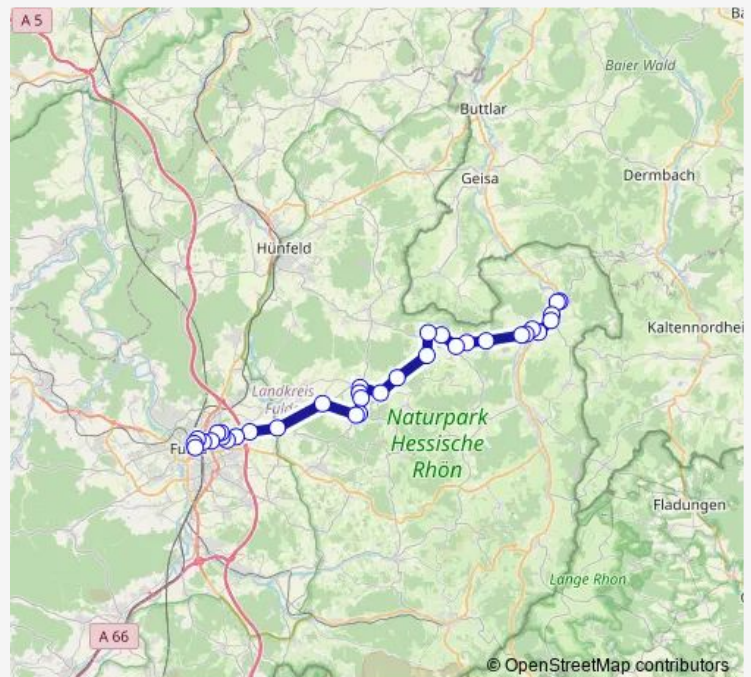 A 5
Ba
Baier Wald
Buttlar
Geisa
Dermbach
Hünfeld
Kaltennordhei
Landkreis
Fulda
Naturpark
Hessische
Rhön
Fu
Fladungen
Lange Rhön
A 66
© OpenStreetMap contributors